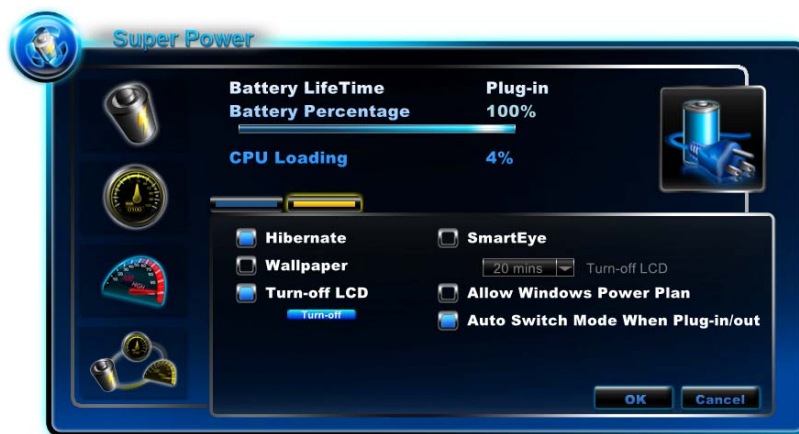 Super Power
Battery LifeTime Plug-in
Battery Percentage 100%
CPU Loading 4%
Hibernate SmartEye
Wallpaper 20 mins Turn-off LCD
Turn-off LCD Allow Windows Power Plan
Turn-off Auto Switch Mode When Plug-in/out
OK Cancel